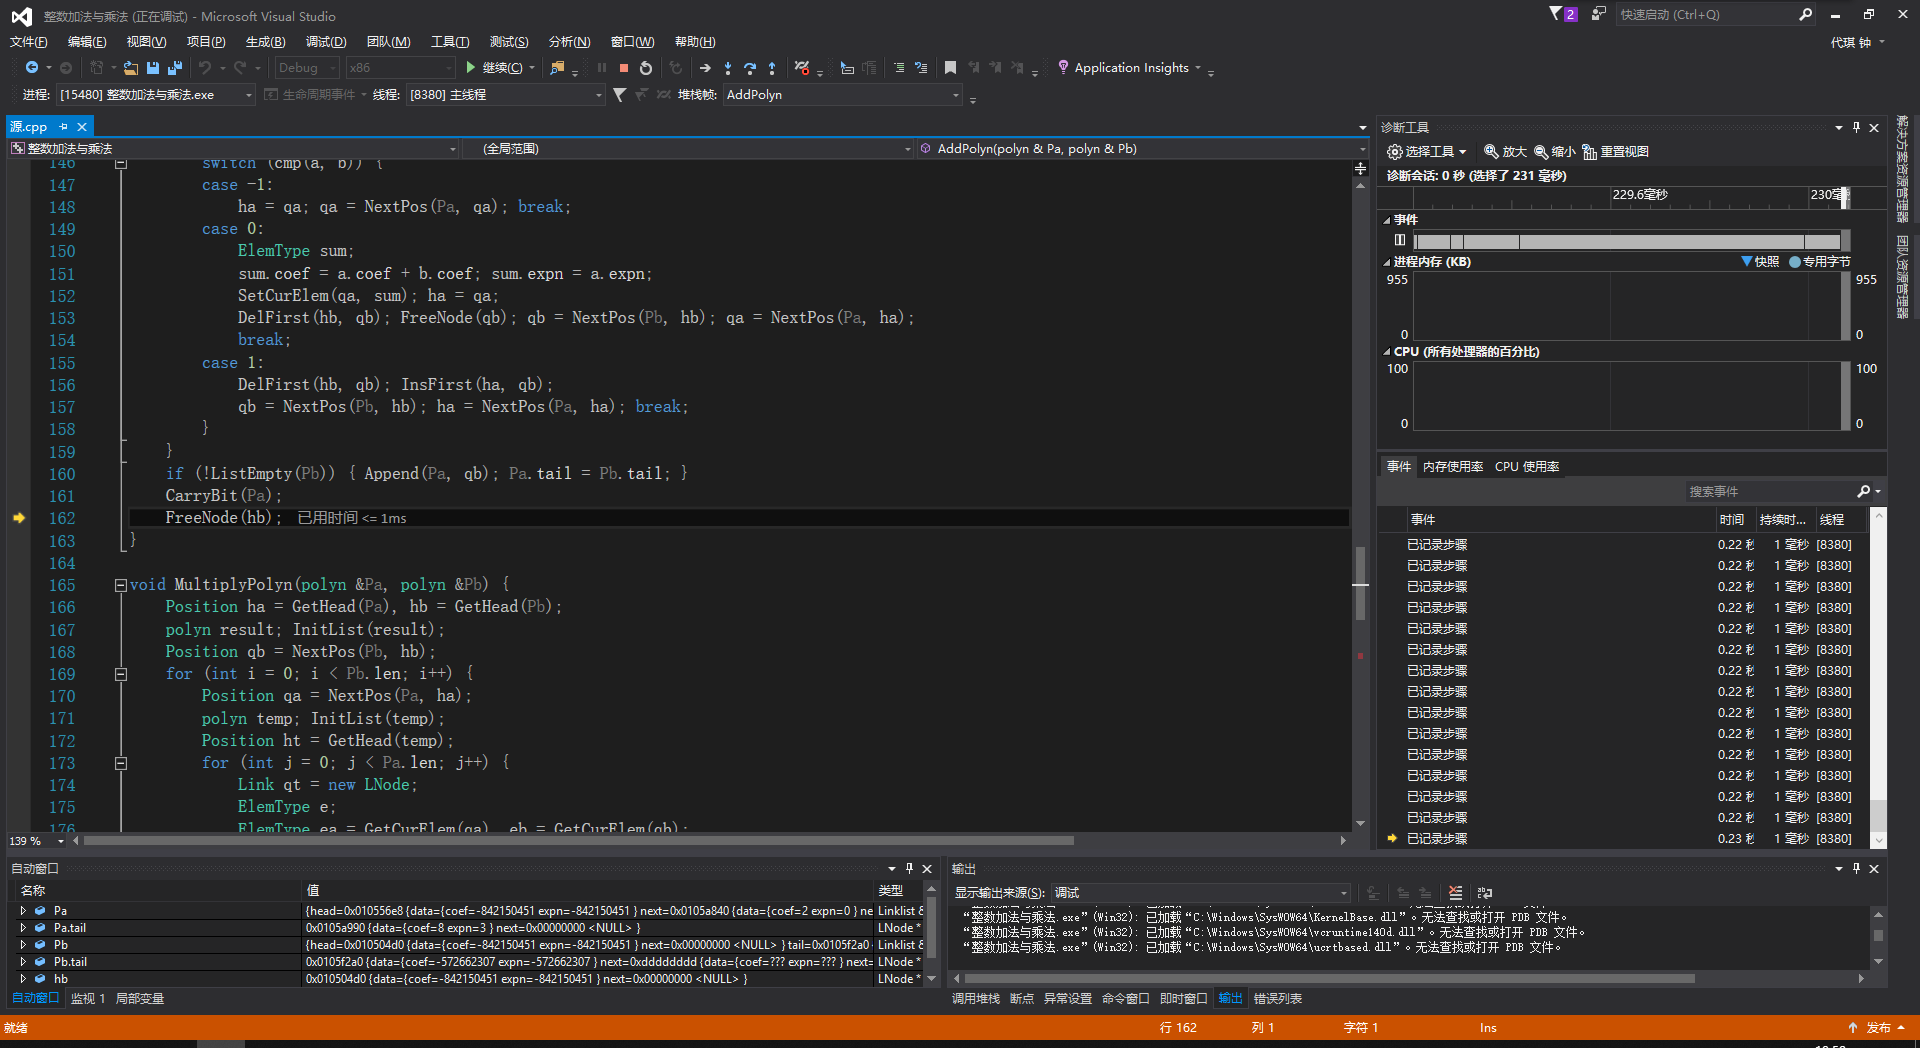 整数加法与乘法 (正在调试) - Microsoft Visual Studio
2
快速启动 (Ctrl+Q)
文件(F) 编辑(E) 视图(V) 项目(P) 生成(B) 调试(D) 团队(M) 工具(T) 测试(S) 分析(N) 窗口(W) 帮助(H)
代琪 钟
Debug x86 继续(C) Application Insights
进程: [15480] 整数加法与乘法.exe 生命周期事件 线程: [8380] 主线程 堆栈帧: AddPolyn
源.cpp
整数加法与乘法 (全局范围) AddPolyn(polyn & Pa, polyn & Pb)
146 switch (cmp(a, b)) {
147 case -1:
148 ha = qa; qa = NextPos(Pa, qa); break;
149 case 0:
150 ElemType sum;
151 sum.coef = a.coef + b.coef; sum.expn = a.expn;
152 SetCurElem(qa, sum); ha = qa;
153 DelFirst(hb, qb); FreeNode(qb); qb = NextPos(Pb, hb); qa = NextPos(Pa, ha);
154 break;
155 case 1:
156 DelFirst(hb, qb); InsFirst(ha, qb);
157 qb = NextPos(Pb, hb); ha = NextPos(Pa, ha); break;
158 }
159 }
160 if (!ListEmpty(Pb)) { Append(Pa, qb); Pa.tail = Pb.tail; }
161 CarryBit(Pa);
162 FreeNode(hb); 已用时间 <= 1ms
163 }
164
165 void MultiplyPolyn(polyn &Pa, polyn &Pb) {
166 Position ha = GetHead(Pa), hb = GetHead(Pb);
167 polyn result; InitList(result);
168 Position qb = NextPos(Pb, hb);
169 for (int i = 0; i < Pb.len; i++) {
170 Position qa = NextPos(Pa, ha);
171 polyn temp; InitList(temp);
172 Position ht = GetHead(temp);
173 for (int j = 0; j < Pa.len; j++) {
174 Link qt = new LNode;
175 ElemType e;
176 ElemType ea = GetCurElem(qa), eb = GetCurElem(qb);
139 %
诊断工具
选择工具 放大 缩小 重置视图
诊断会话: 0 秒 (选择了 231 毫秒)
229.6毫秒 230毫
事件
进程内存 (KB) 快照 专用字节
955 955
0 0
CPU (所有处理器的百分比)
100 100
0 0
事件 内存使用率 CPU 使用率
搜索事件
事件 时间 持续时... 线程
已记录步骤 0.22 秒 1 毫秒 [8380]
已记录步骤 0.22 秒 1 毫秒 [8380]
已记录步骤 0.22 秒 1 毫秒 [8380]
已记录步骤 0.22 秒 1 毫秒 [8380]
已记录步骤 0.22 秒 1 毫秒 [8380]
已记录步骤 0.22 秒 1 毫秒 [8380]
已记录步骤 0.22 秒 1 毫秒 [8380]
已记录步骤 0.22 秒 1 毫秒 [8380]
已记录步骤 0.22 秒 1 毫秒 [8380]
已记录步骤 0.22 秒 1 毫秒 [8380]
已记录步骤 0.22 秒 1 毫秒 [8380]
已记录步骤 0.22 秒 1 毫秒 [8380]
已记录步骤 0.22 秒 1 毫秒 [8380]
已记录步骤 0.22 秒 1 毫秒 [8380]
已记录步骤 0.23 秒 1 毫秒 [8380]
解决方案资源管理器
团队资源管理器
自动窗口
名称 值 类型
Pa {head=0x010556e8 {data={coef=-842150451 expn=-842150451 } next=0x0105a840 {data={coef=2 expn=0 } ne Linklist &
Pa.tail 0x0105a990 {data={coef=8 expn=3 } next=0x00000000 <NULL> } LNode *
Pb {head=0x010504d0 {data={coef=-842150451 expn=-842150451 } next=0x00000000 <NULL> } tail=0x0105f2a0 Linklist &
Pb.tail 0x0105f2a0 {data={coef=-572662307 expn=-572662307 } next=0xdddddddd {data={coef=??? expn=??? } next= LNode *
hb 0x010504d0 {data={coef=-842150451 expn=-842150451 } next=0x00000000 <NULL> } LNode *
自动窗口 监视 1 局部变量
输出
显示输出来源(S): 调试
“整数加法与乘法.exe”(Win32): 已加载“C:\Windows\SysWOW64\KernelBase.dll”。无法查找或打开 PDB 文件。
“整数加法与乘法.exe”(Win32): 已加载“C:\Windows\SysWOW64\vcruntime140d.dll”。无法查找或打开 PDB 文件。
“整数加法与乘法.exe”(Win32): 已加载“C:\Windows\SysWOW64\ucrtbased.dll”。无法查找或打开 PDB 文件。
调用堆栈 断点 异常设置 命令窗口 即时窗口 输出 错误列表
就绪 行 162 列 1 字符 1 Ins 发布